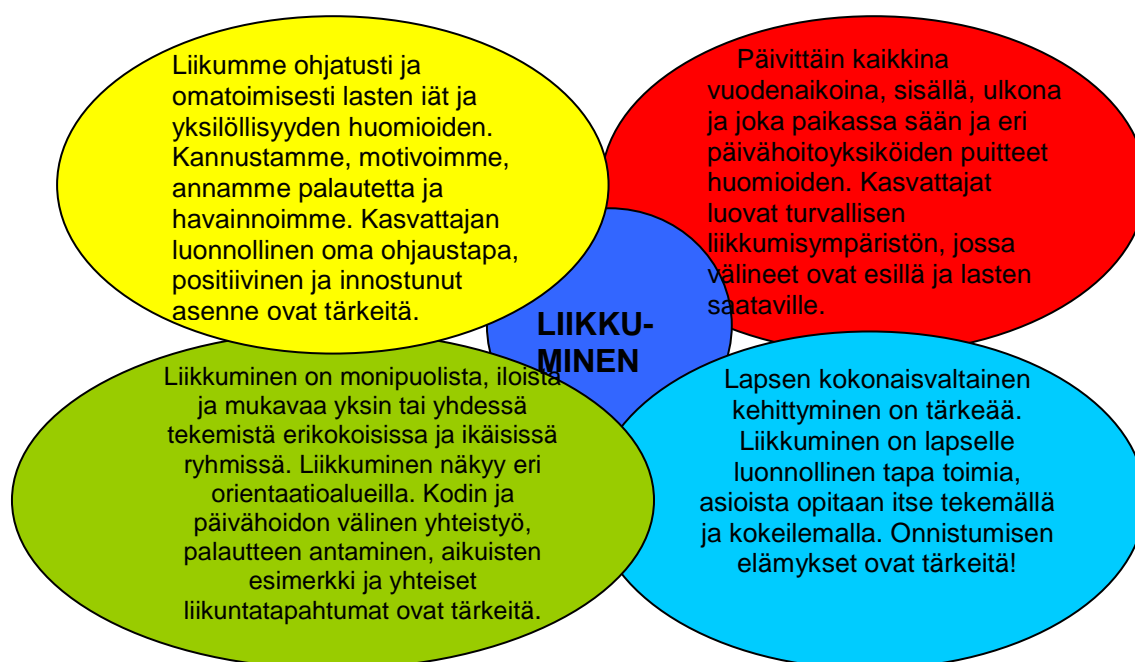 Liikumme ohjatusti ja
omatoimisesti lasten iät ja
yksilöllisyyden huomioiden.
Kannustamme, motivoimme,
annamme palautetta ja
havainnoimme. Kasvattajan
luonnollinen oma ohjaustapa,
positiivinen ja innostunut
asenne ovat tärkeitä.
Päivittäin kaikkina
vuodenaikoina, sisällä, ulkona
ja joka paikassa sään ja eri
päivähoitoyksiköiden puitteet
huomioiden. Kasvattajat
luovat turvallisen
liikkumisympäristön, jossa
välineet ovat esillä ja lasten
saataville.
LIIKKU-
MINEN
Liikkuminen on monipuolista, iloista
ja mukavaa yksin tai yhdessä
tekemistä erikokoisissa ja ikäisissä
ryhmissä. Liikkuminen näkyy eri
orientaatioalueilla. Kodin ja
päivähoidon välinen yhteistyö,
palautteen antaminen, aikuisten
esimerkki ja yhteiset
liikuntatapahtumat ovat tärkeitä.
Lapsen kokonaisvaltainen
kehittyminen on tärkeää.
Liikkuminen on lapselle
luonnollinen tapa toimia,
asioista opitaan itse tekemällä
ja kokeilemalla. Onnistumisen
elämykset ovat tärkeitä!